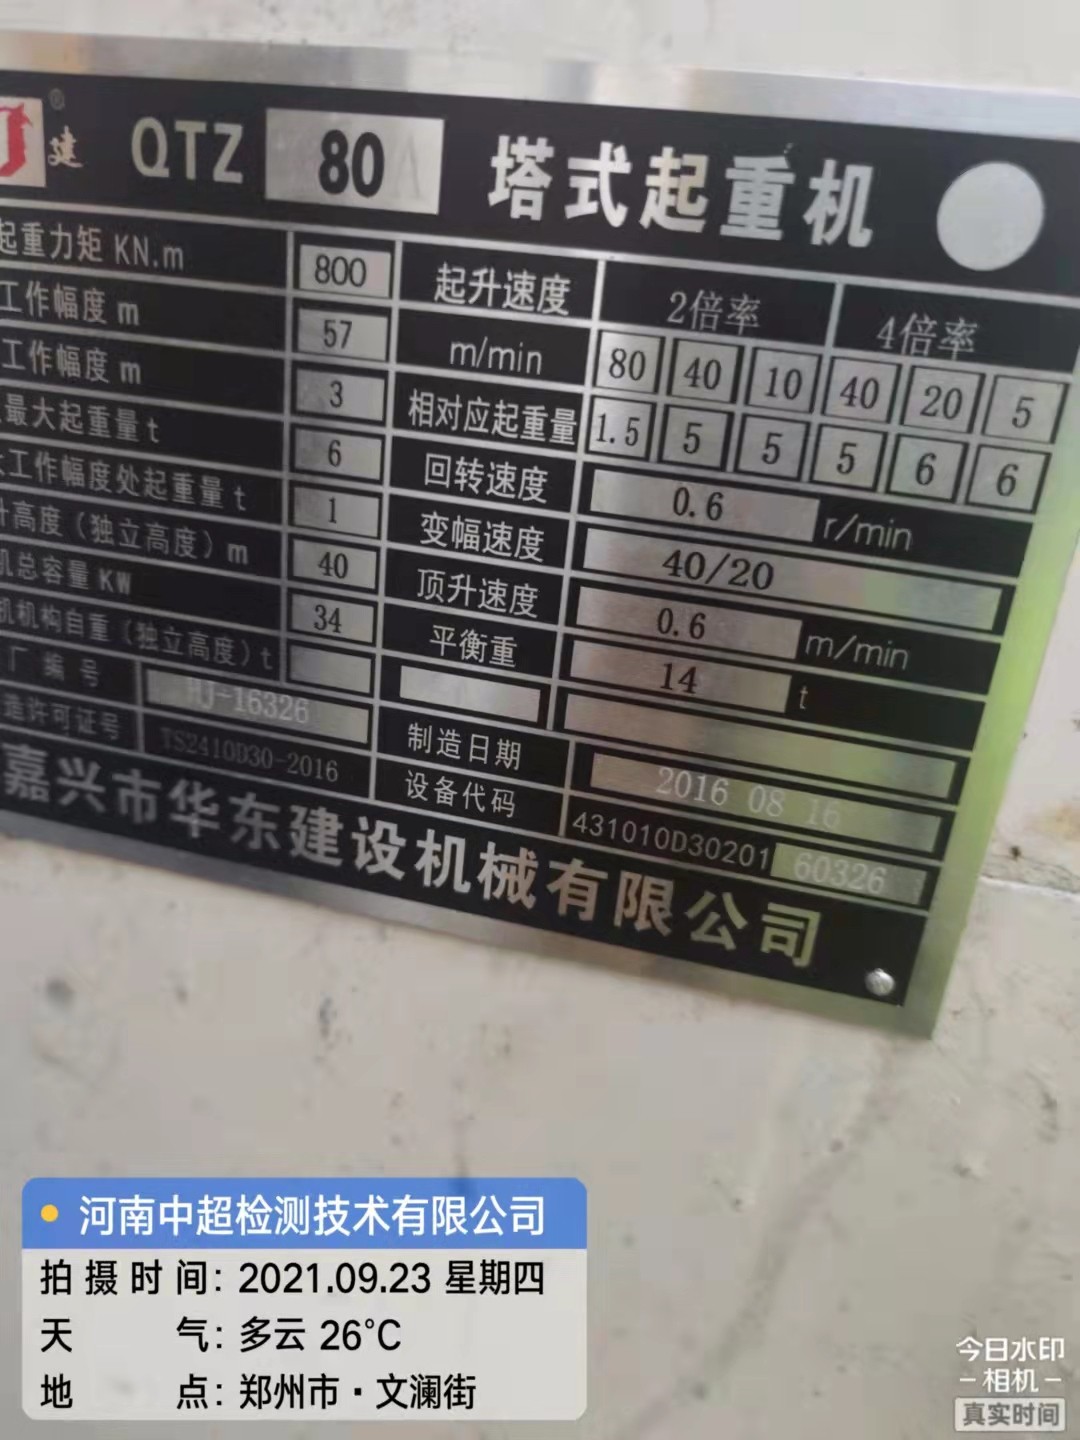 建®
QTZ 80A 塔式起重机
起重力矩 KN.m 800 起升速度 2倍率 4倍率
工作幅度 m 57 m/min 80 40 10 40 20 5
工作幅度 m 3 相对应起重量 1.5 5 5 5 6 6
最大起重量 t 6 回转速度 0.6 r/min
工作幅度处起重量 t 1 变幅速度 40/20
升高度(独立高度) m 40 顶升速度 0.6 m/min
机总容量 KW 34 平衡重 14 t
机机构自重(独立高度) t
厂编号 HJ-16326 制造日期 2016 08 16
造许可证号 TS2410D30-2016 设备代码 431010D30201 60326
嘉兴市华东建设机械有限公司
河南中超检测技术有限公司
拍摄时间: 2021.09.23 星期四
天气: 多云 26℃
地点: 郑州市·文澜街
今日水印
-相机-
真实时间